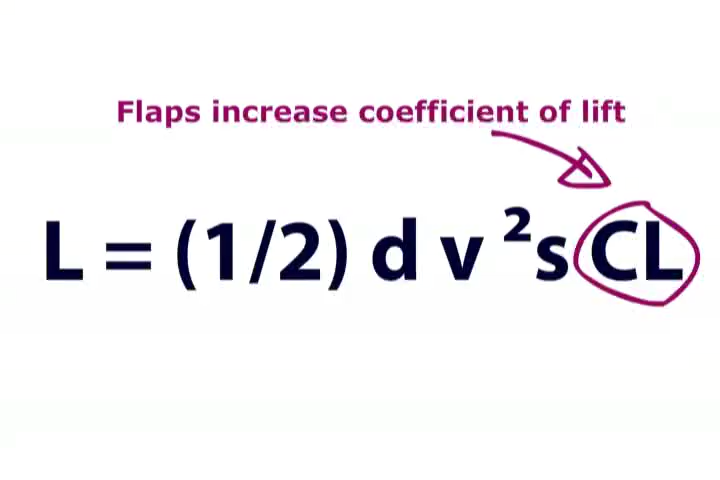 Flaps increase coefficient of lift
L = (1/2) d v ²s CL